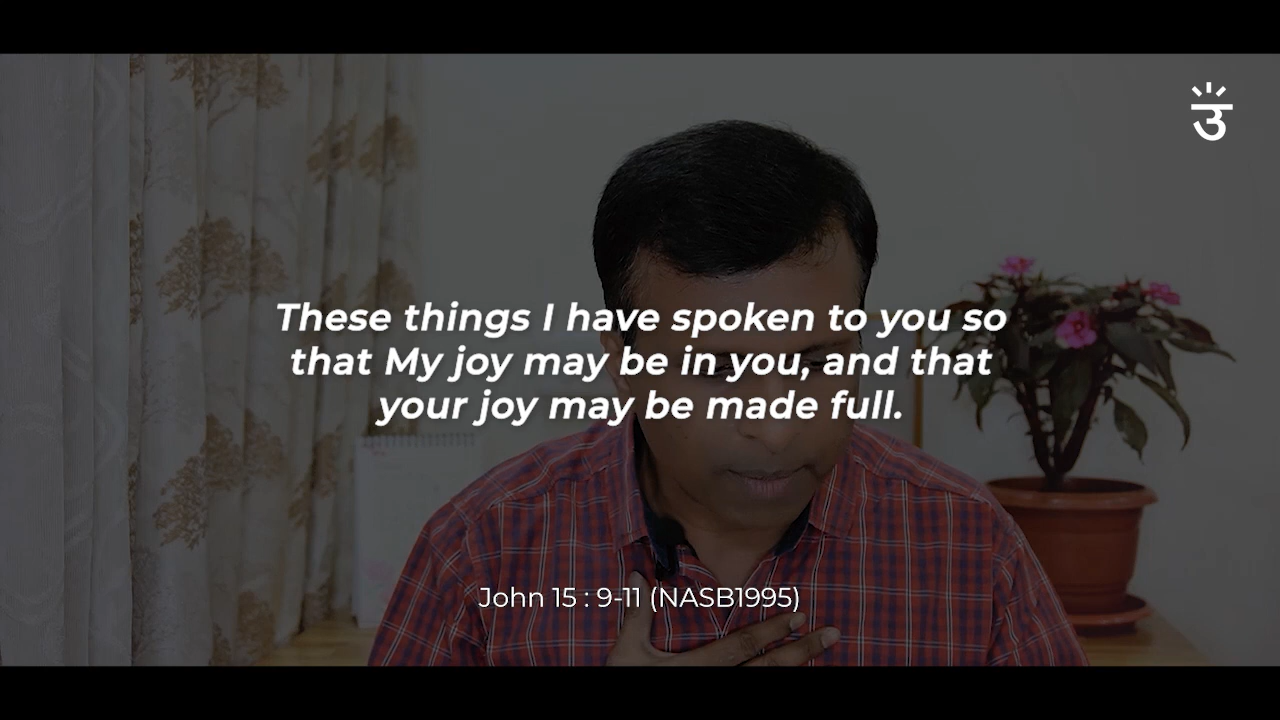 उ
These things I have spoken to you so
that My joy may be in you, and that
your joy may be made full.
John 15 : 9-11 (NASB1995)